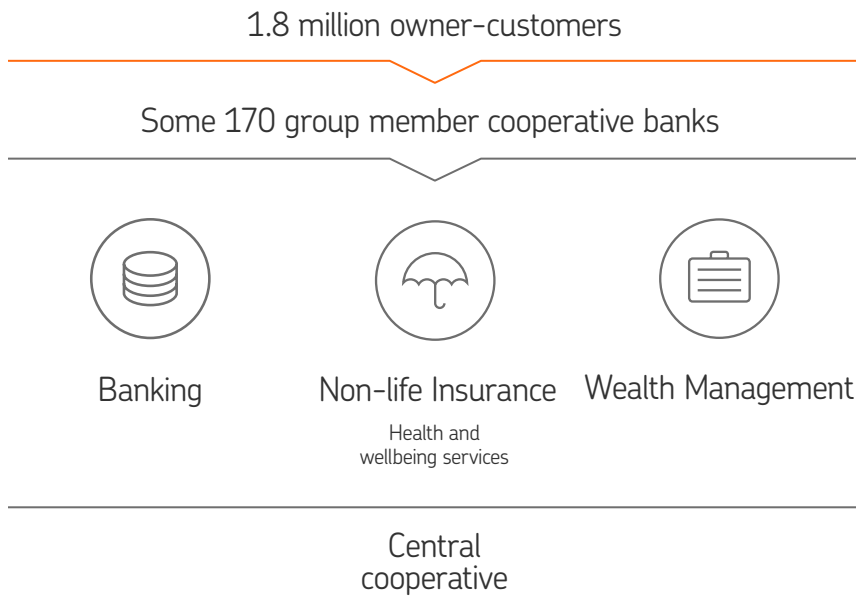 1.8 million owner-customers
Some 170 group member cooperative banks
Banking
Non-life Insurance
Wealth Management
Health and
wellbeing services
Central
cooperative